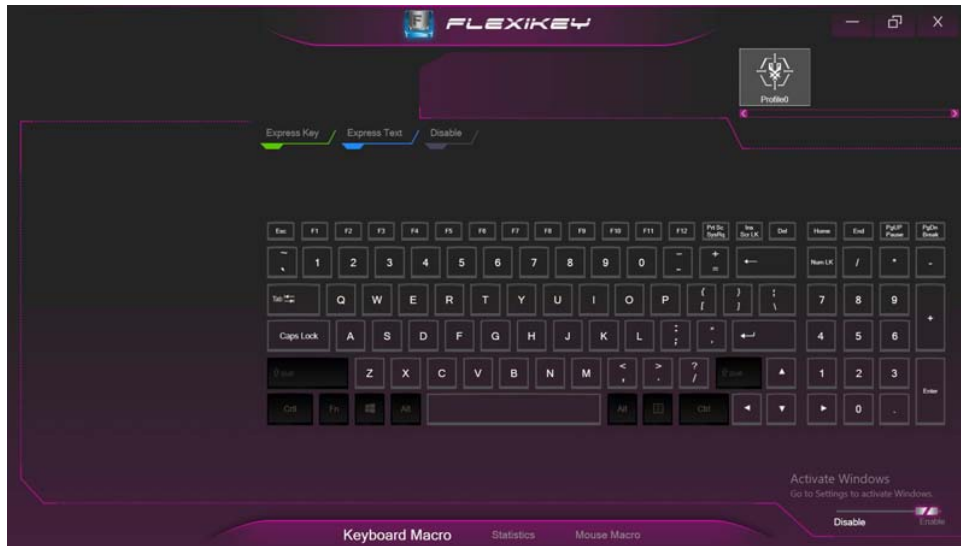 FLEXiKEY
Profile0
Express Key Express Text Disable
Esc F1 F2 F3 F4 F5 F6 F7 F8 F9 F10 F11 F12 Prt Sc Ins Del Home End PgUP PgDn
SysRq Scr LK Pause Break
~ 1 2 3 4 5 6 7 8 9 0 - + ← Num LK / * -
- =
Tab Q W E R T Y U I O P { } | 7 8 9
[ ] \ +
Caps Lock A S D F G H J K L : " 4 5 6
;
Z X C V B N M < > ? ▲ 1 2 3
, . / Enter
Crtl Fn Alt Alt Ctrl ◄ ▼ ► 0 .
Activate Windows
Go to Settings to activate Windows.
Disable Enable
Keyboard Macro Statistics Mouse Macro